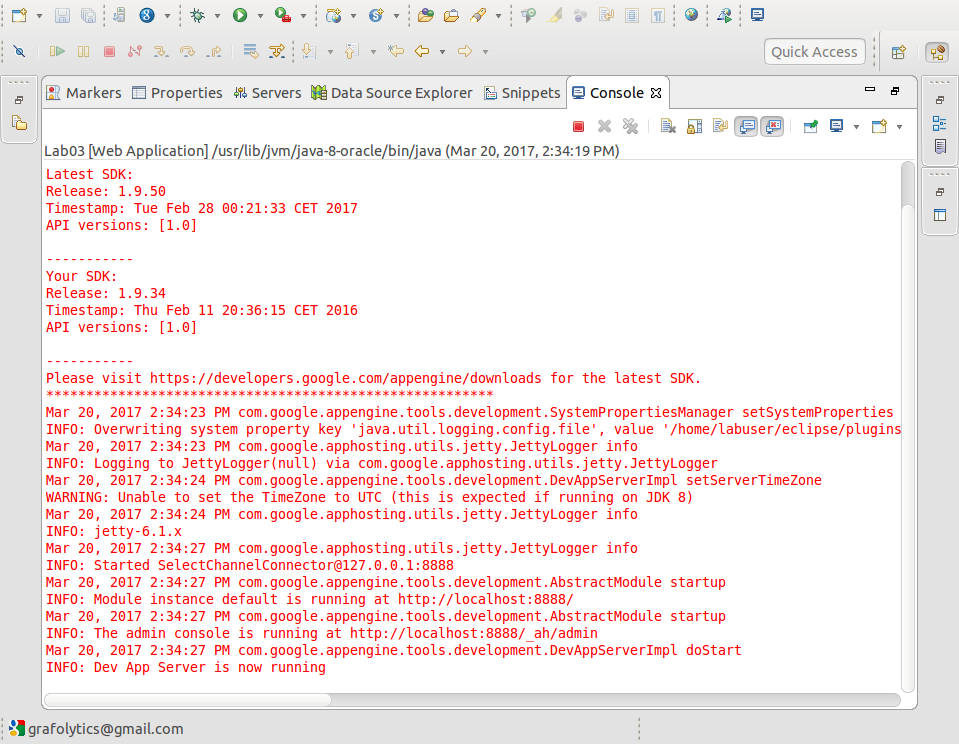 Quick Access
Markers Properties Servers Data Source Explorer Snippets Console
Lab03 [Web Application] /usr/lib/jvm/java-8-oracle/bin/java (Mar 20, 2017, 2:34:19 PM)
Latest SDK:
Release: 1.9.50
Timestamp: Tue Feb 28 00:21:33 CET 2017
API versions: [1.0]
-----------
Your SDK:
Release: 1.9.34
Timestamp: Thu Feb 11 20:36:15 CET 2016
API versions: [1.0]
-----------
Please visit https://developers.google.com/appengine/downloads for the latest SDK.
********************************************************
Mar 20, 2017 2:34:23 PM com.google.appengine.tools.development.SystemPropertiesManager setSystemProperties
INFO: Overwriting system property key 'java.util.logging.config.file', value '/home/labuser/eclipse/plugins
Mar 20, 2017 2:34:23 PM com.google.apphosting.utils.jetty.JettyLogger info
INFO: Logging to JettyLogger(null) via com.google.apphosting.utils.jetty.JettyLogger
Mar 20, 2017 2:34:24 PM com.google.appengine.tools.development.DevAppServerImpl setServerTimeZone
WARNING: Unable to set the TimeZone to UTC (this is expected if running on JDK 8)
Mar 20, 2017 2:34:24 PM com.google.apphosting.utils.jetty.JettyLogger info
INFO: jetty-6.1.x
Mar 20, 2017 2:34:27 PM com.google.apphosting.utils.jetty.JettyLogger info
INFO: Started SelectChannelConnector@127.0.0.1:8888
Mar 20, 2017 2:34:27 PM com.google.appengine.tools.development.AbstractModule startup
INFO: Module instance default is running at http://localhost:8888/
Mar 20, 2017 2:34:27 PM com.google.appengine.tools.development.AbstractModule startup
INFO: The admin console is running at http://localhost:8888/_ah/admin
Mar 20, 2017 2:34:27 PM com.google.appengine.tools.development.DevAppServerImpl doStart
INFO: Dev App Server is now running
grafolytics@gmail.com